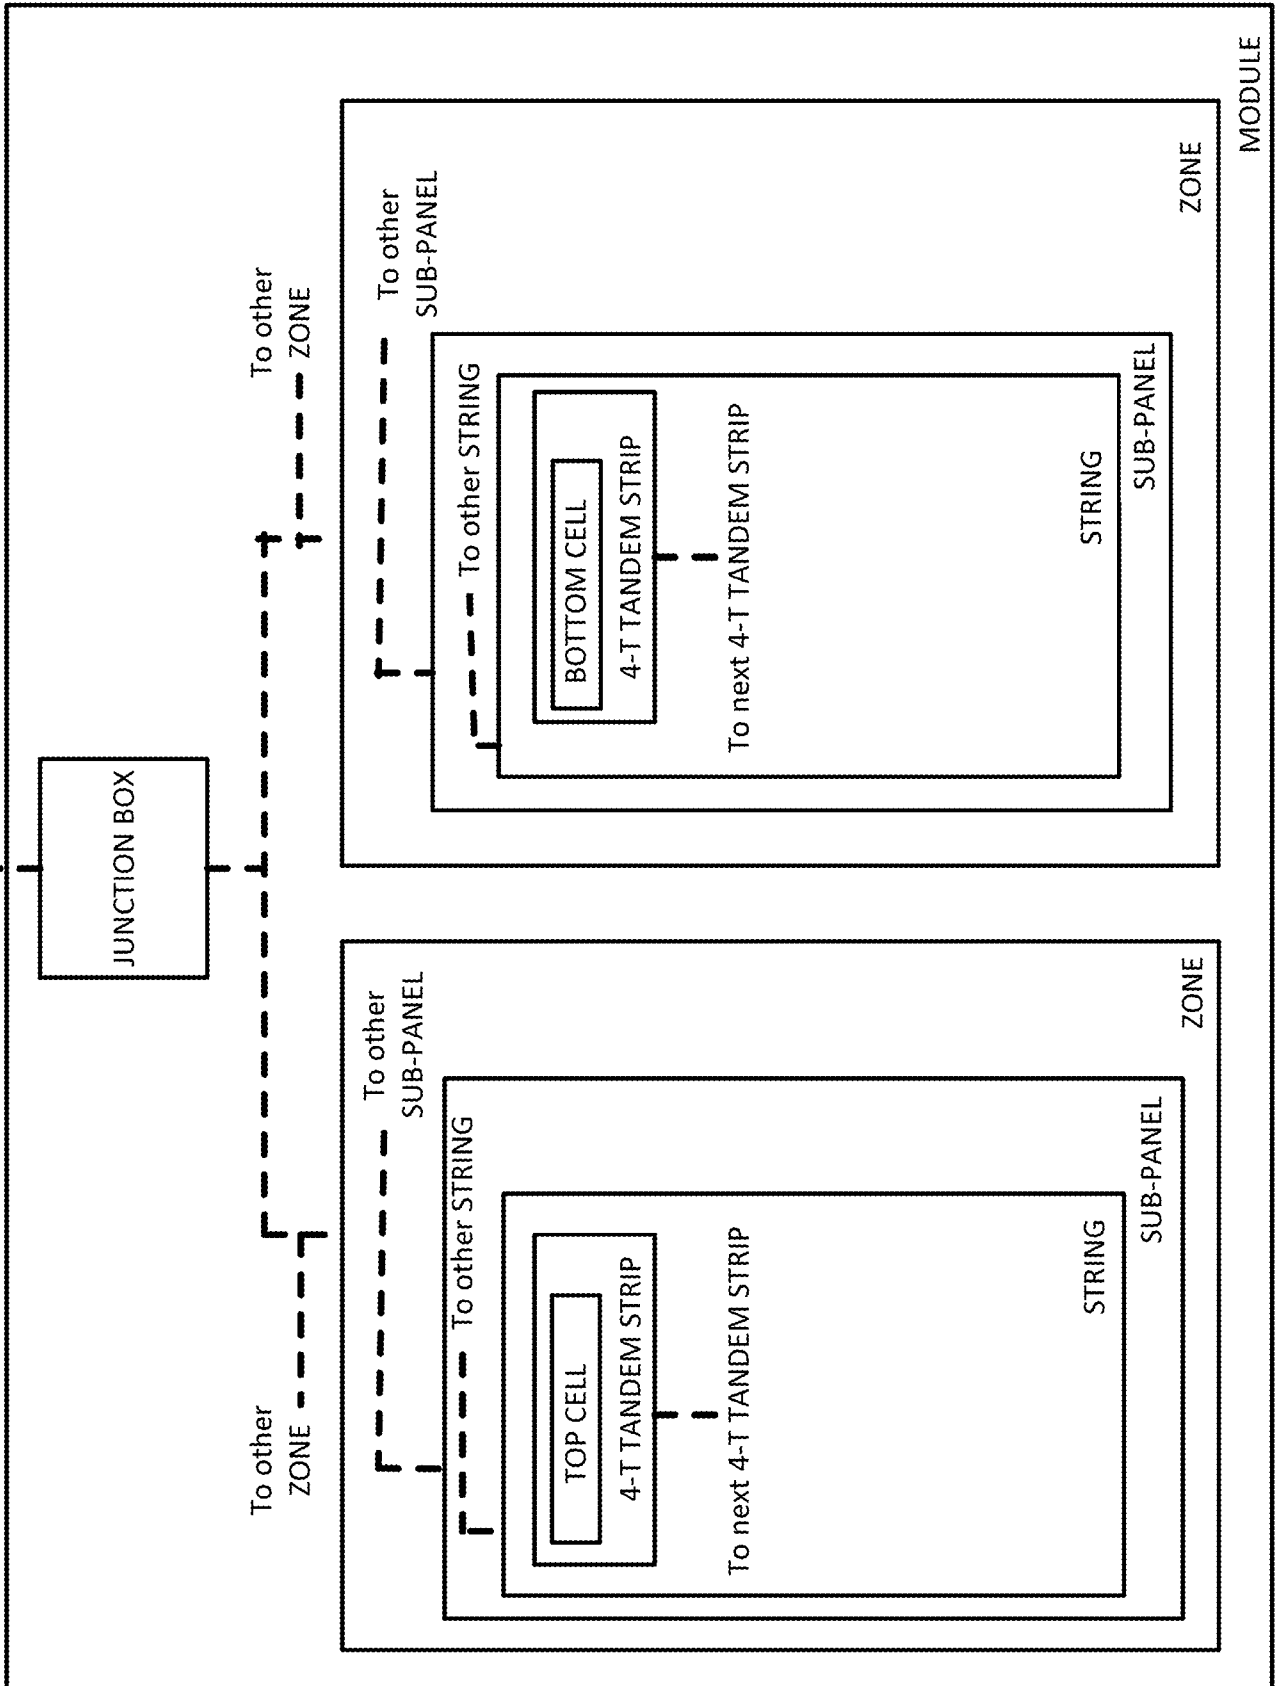 JUNCTION BOX
To other
ZONE
To other
SUB-PANEL
To other STRING
TOP CELL
4-T TANDEM STRIP
To next 4-T TANDEM STRIP
STRING
SUB-PANEL
ZONE
To other
ZONE
To other
SUB-PANEL
To other STRING
BOTTOM CELL
4-T TANDEM STRIP
To next 4-T TANDEM STRIP
STRING
SUB-PANEL
ZONE
MODULE